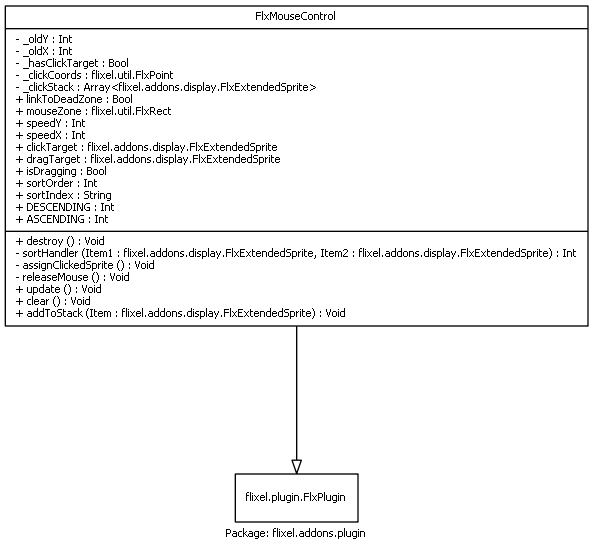 FlxMouseControl
- _oldY : Int
- _oldX : Int
- _hasClickTarget : Bool
- _clickCoords : flixel.util.FlxPoint
- _clickStack : Array<flixel.addons.display.FlxExtendedSprite>
+ linkToDeadZone : Bool
+ mouseZone : flixel.util.FlxRect
+ speedY : Int
+ speedX : Int
+ clickTarget : flixel.addons.display.FlxExtendedSprite
+ dragTarget : flixel.addons.display.FlxExtendedSprite
+ isDragging : Bool
+ sortOrder : Int
+ sortIndex : String
+ DESCENDING : Int
+ ASCENDING : Int
+ destroy () : Void
- sortHandler (Item1 : flixel.addons.display.FlxExtendedSprite, Item2 : flixel.addons.display.FlxExtendedSprite) : Int
- assignClickedSprite () : Void
- releaseMouse () : Void
+ update () : Void
+ clear () : Void
+ addToStack (Item : flixel.addons.display.FlxExtendedSprite) : Void
flixel.plugin.FlxPlugin
Package: flixel.addons.plugin